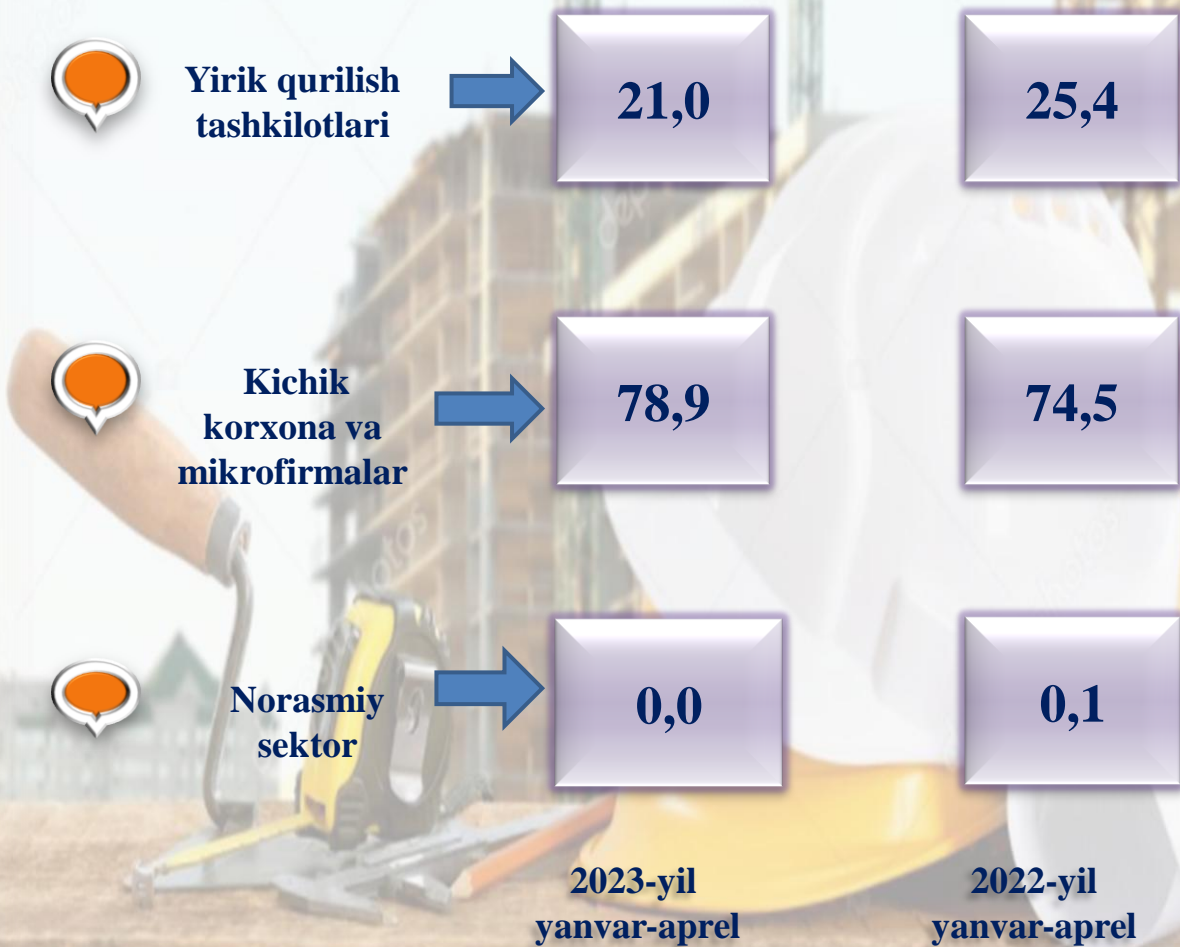 Yirik qurilish
tashkilotlari
21,0
25,4
Kichik
korxona va
mikrofirmalar
78,9
74,5
Norasmiy
sektor
0,0
0,1
2023-yil
yanvar-aprel
2022-yil
yanvar-aprel